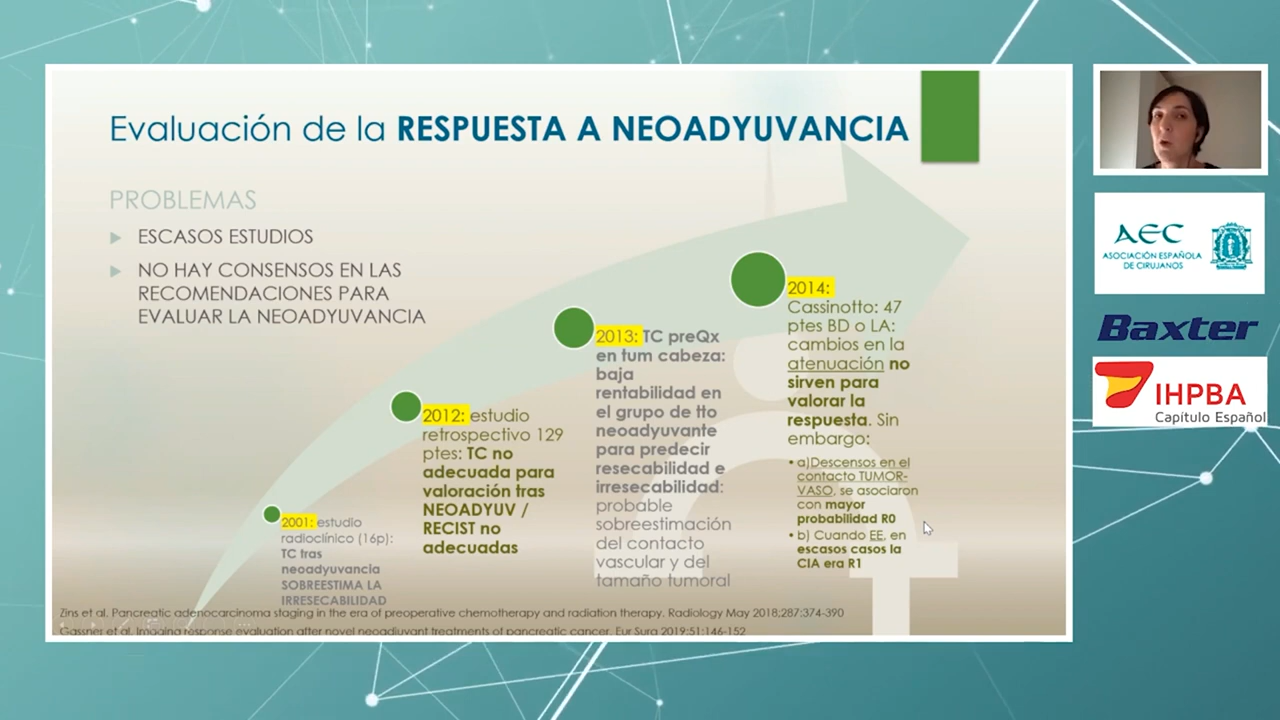 Evaluación de la RESPUESTA A NEOADYUVANCIA
PROBLEMAS
ESCASOS ESTUDIOS
NO HAY CONSENSOS EN LAS
RECOMENDACIONES PARA
EVALUAR LA NEOADYUVANCIA
2001: estudio
radioclínico (16p):
TC tras
neoadyuvancia
SOBREESTIMA LA
IRRESECABILIDAD
2012: estudio
retrospectivo 129
ptes: TC no
adecuada para
valoración tras
NEOADYUV /
RECIST no
adecuadas
2013: TC preQx
en tum cabeza:
baja
rentabilidad en
el grupo de tto
neoadyuvante
para predecir
resecabilidad e
irresecabilidad:
probable
sobreestimación
del contacto
vascular y del
tamaño tumoral
2014:
Cassinotto: 47
ptes BD o LA:
cambios en la
atenuación no
sirven para
valorar la
respuesta. Sin
embargo:
• a)Descensos en el
contacto TUMOR-
VASO, se asociaron
con mayor
probabilidad R0
• b) Cuando EE, en
escasos casos la
CIA era R1
Zins et al. Pancreatic adenocarcinoma staging in the era of preoperative chemotherapy and radiation therapy. Radiology May 2018;287:374-390
Gassner et al. Imaging response evaluation after novel neoadjuvant treatments of pancreatic cancer. Eur Surg 2019;51:146-152
AEC
ASOCIACIÓN ESPAÑOLA
DE CIRUJANOS
Baxter
IHPBA
Capítulo Español